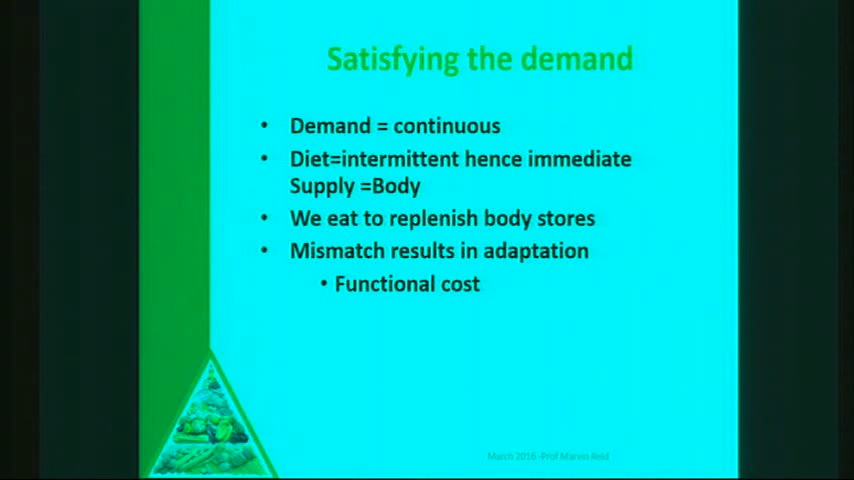 Satisfying the demand
• Demand = continuous
• Diet=intermittent hence immediate
Supply =Body
• We eat to replenish body stores
• Mismatch results in adaptation
• Functional cost
March 2016 -Prof Marvin Reid